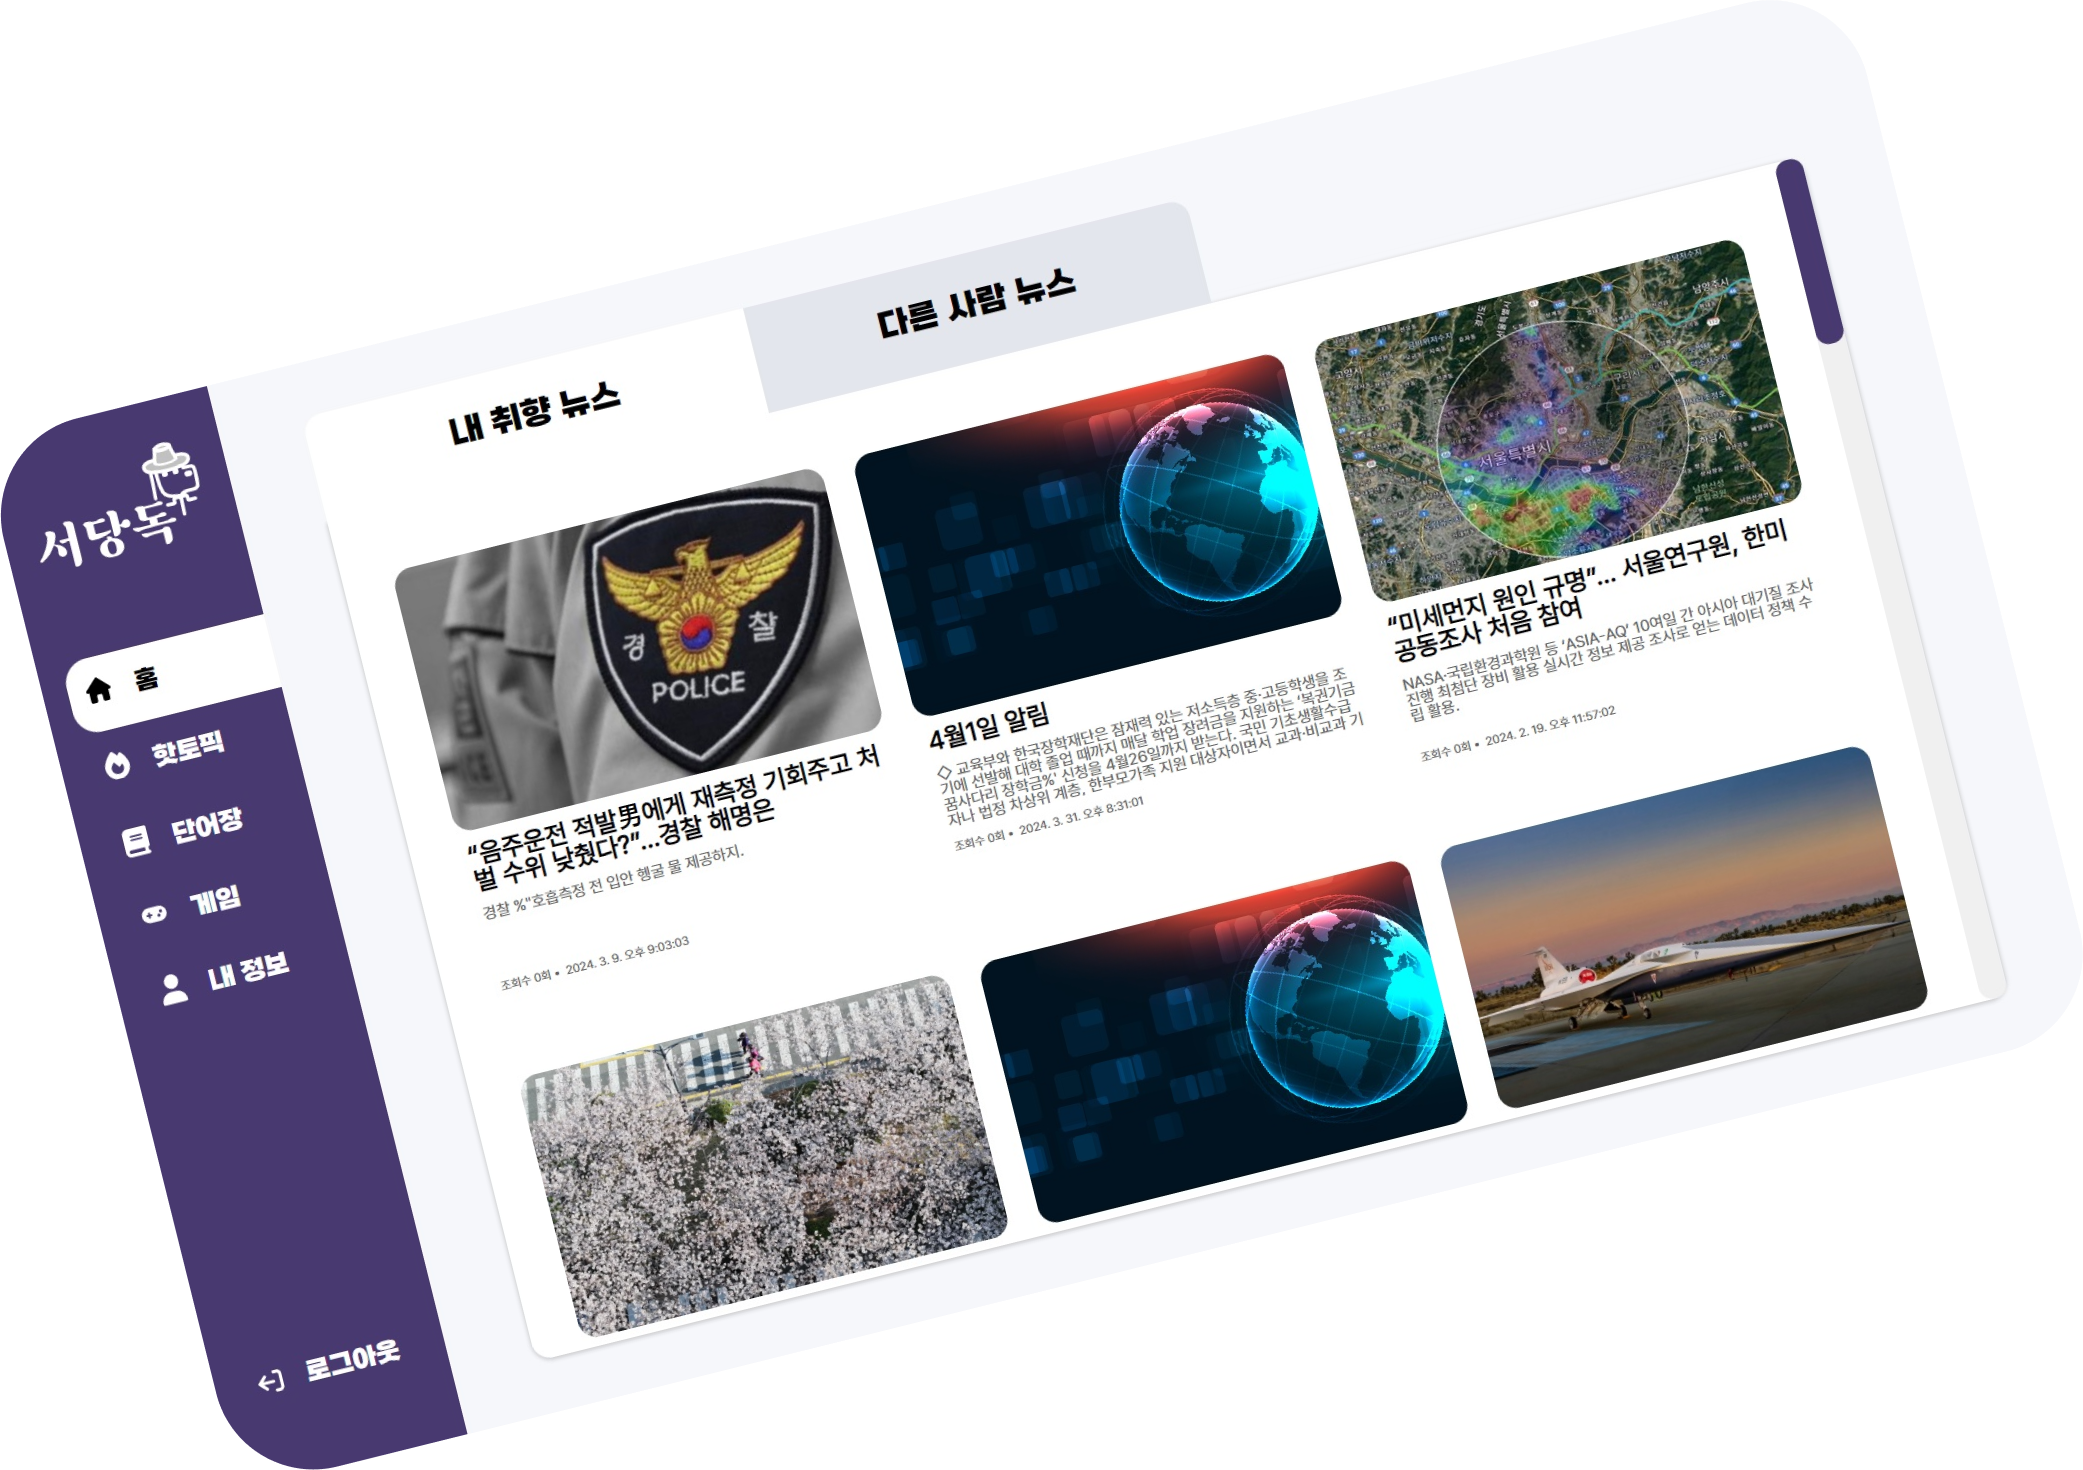 서당독
홈
핫토픽
단어장
게임
내 정보
로그아웃
내 취향 뉴스
다른 사람 뉴스
경 찰
POLICE
“음주운전 적발男에게 재측정 기회주고 처
벌 수위 낮췄다?”...경찰 해명은
경찰 %"호흡측정 전 입안 헹굴 물 제공하지.
조회수 0회 • 2024. 3. 9. 오후 9:03:03
4월1일 알림
◇ 교육부와 한국장학재단은 잠재력 있는 저소득층 중·고등학생을 조
기에 선발해 대학 졸업 때까지 매달 학업 장려금을 지원하는 ‘복권기금
꿈사다리 장학금%' 신청을 4월26일까지 받는다. 국민 기초생활수급
자나 법정 차상위 계층, 한부모가족 지원 대상자이면서 교과·비교과 기
조회수 0회 • 2024. 3. 31. 오후 8:31:01
서울특별시
고양시
구리시
남양주시
하남시
“미세먼지 원인 규명”... 서울연구원, 한미
공동조사 처음 참여
NASA·국립환경과학원 등 ‘ASIA-AQ’ 10여일 간 아시아 대기질 조사
진행 최첨단 장비 활용 실시간 정보 제공 조사로 얻는 데이터 정책 수
립 활용.
조회수 0회 • 2024. 2. 19. 오후 11:57:02